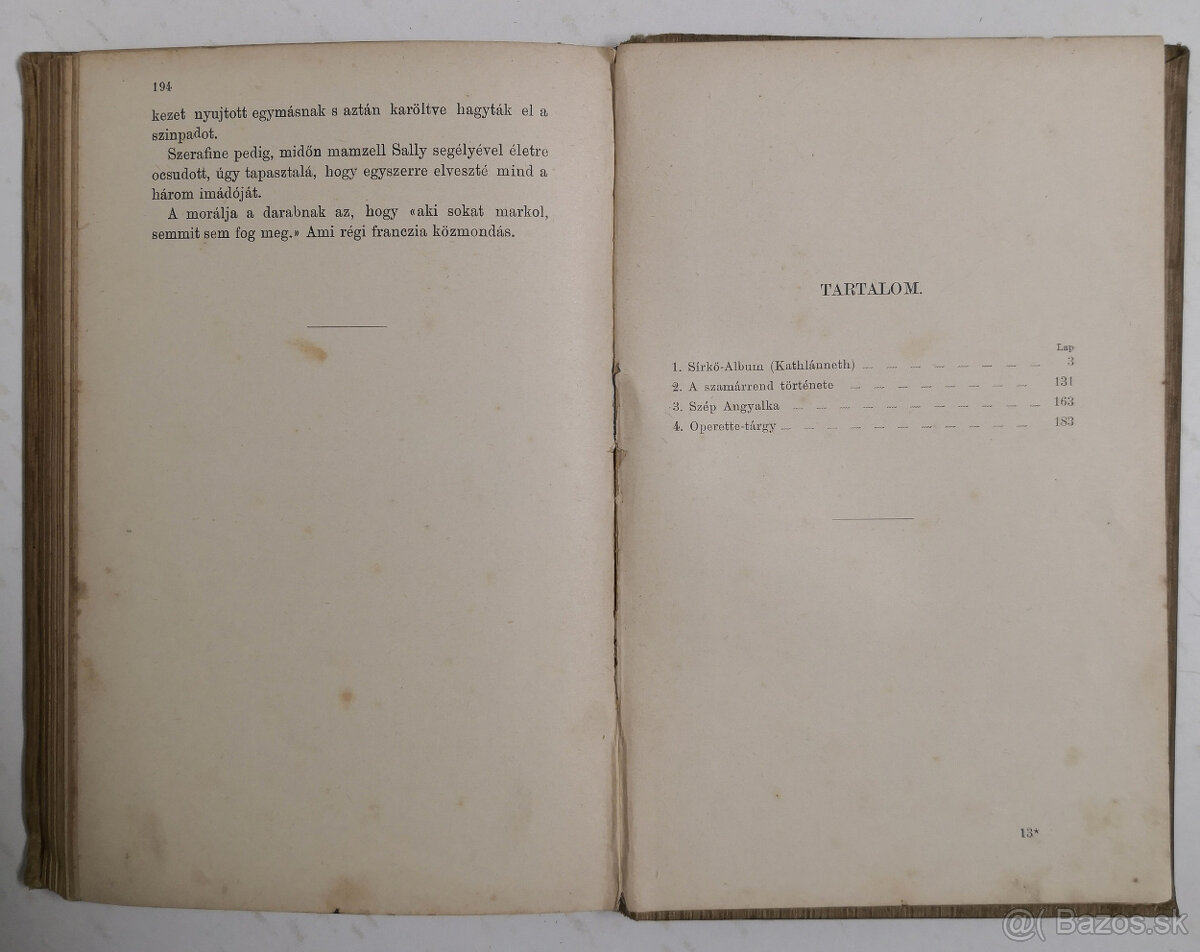 194
kezet nyujtott egymásnak s aztán karöltve hagyták el a
szinpadot.
Szerafine pedig, midőn mamzell Sally segélyével életre
ocsudott, úgy tapasztalá, hogy egyszerre elveszté mind a
három imádóját.
A morálja a darabnak az, hogy «aki sokat markol,
semmit sem fog meg.» Ami régi franczia közmondás.
TARTALOM.
Lap
1. Sírkő-Album (Kathlánneth) 3
2. A szamárrend története 131
3. Szép Angyalka 163
4. Operette-tárgy 183
13*
@( Bazos.sk